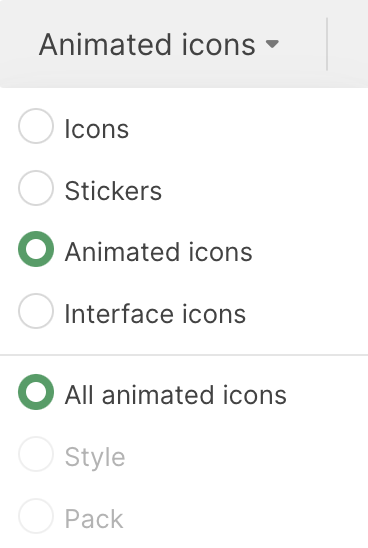 Animated icons
Icons
Stickers
Animated icons
Interface icons
All animated icons
Style
Pack